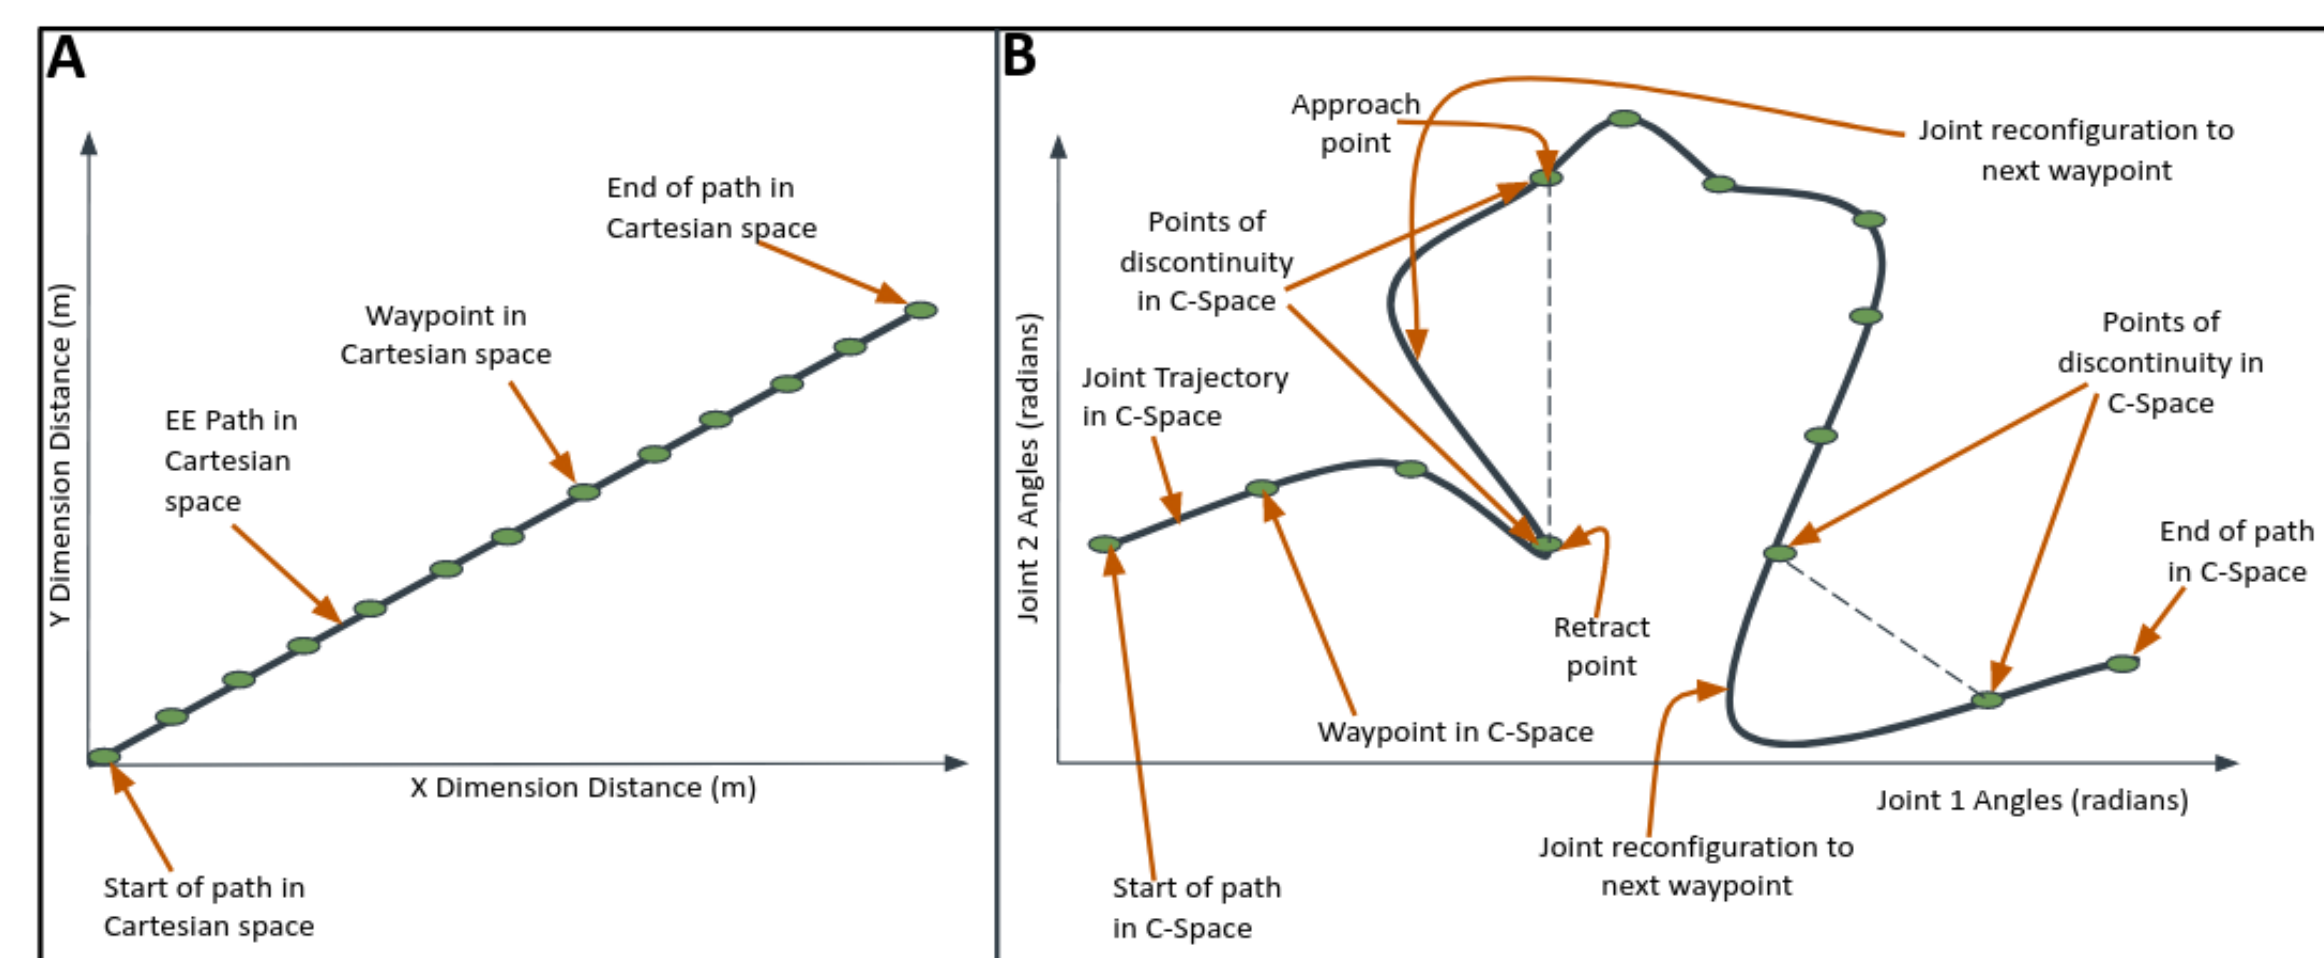 A
End of path in
Cartesian space
Waypoint in
Cartesian space
EE Path in
Cartesian
space
Y Dimension Distance (m)
X Dimension Distance (m)
Start of path in
Cartesian space
B
Approach
point
Joint reconfiguration to
next waypoint
Points of
discontinuity
in C-Space
Joint Trajectory
in C-Space
Points of
discontinuity in
C-Space
End of path
in C-Space
Retract
point
Waypoint in C-Space
Joint 2 Angles (radians)
Joint 1 Angles (radians)
Joint reconfiguration to
next waypoint
Start of path
in C-Space